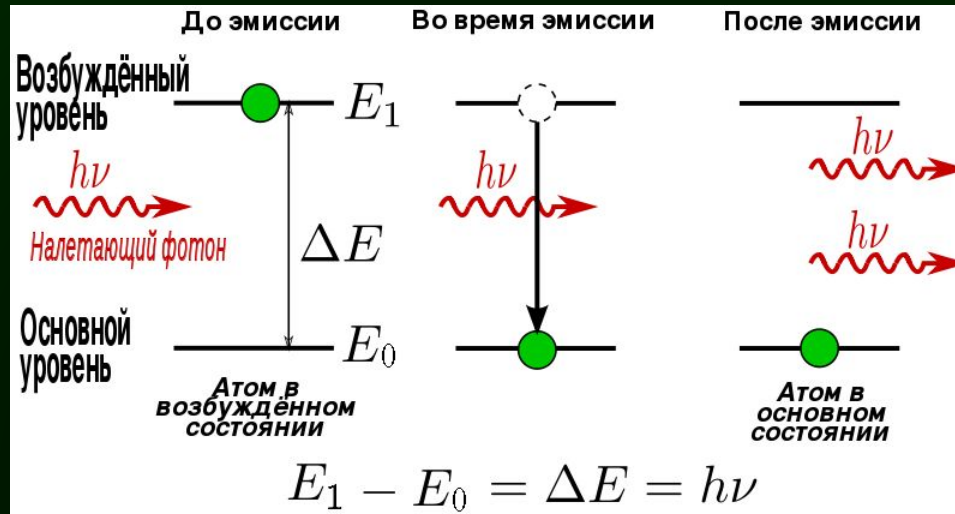 До эмиссии
Во время эмиссии
После эмиссии
Возбуждённый
уровень
E₁
hν
Налетающий фотон
ΔE
hν
hν
hν
Основной
уровень
E₀
Атом в
возбуждённом
состоянии
Атом в
основном
состоянии
E₁ − E₀ = ΔE = hν